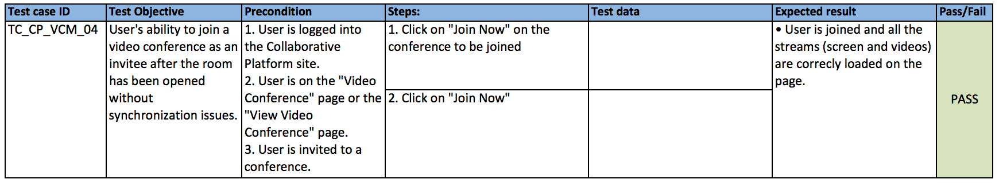 Test case ID
Test Objective
Precondition
Steps:
Test data
Expected result
Pass/Fail
TC_CP_VCM_04
User's ability to join a
video conference as an
invitee after the room
has been opened
without
synchronization issues.
1. User is logged into
the Collaborative
Platform site.
2. User is on the "Video
Conference" page or the
"View Video
Conference" page.
3. User is invited to a
conference.
1. Click on "Join Now" on the
conference to be joined
2. Click on "Join Now"
• User is joined and all the
streams (screen and videos)
are correcly loaded on the
page.
PASS